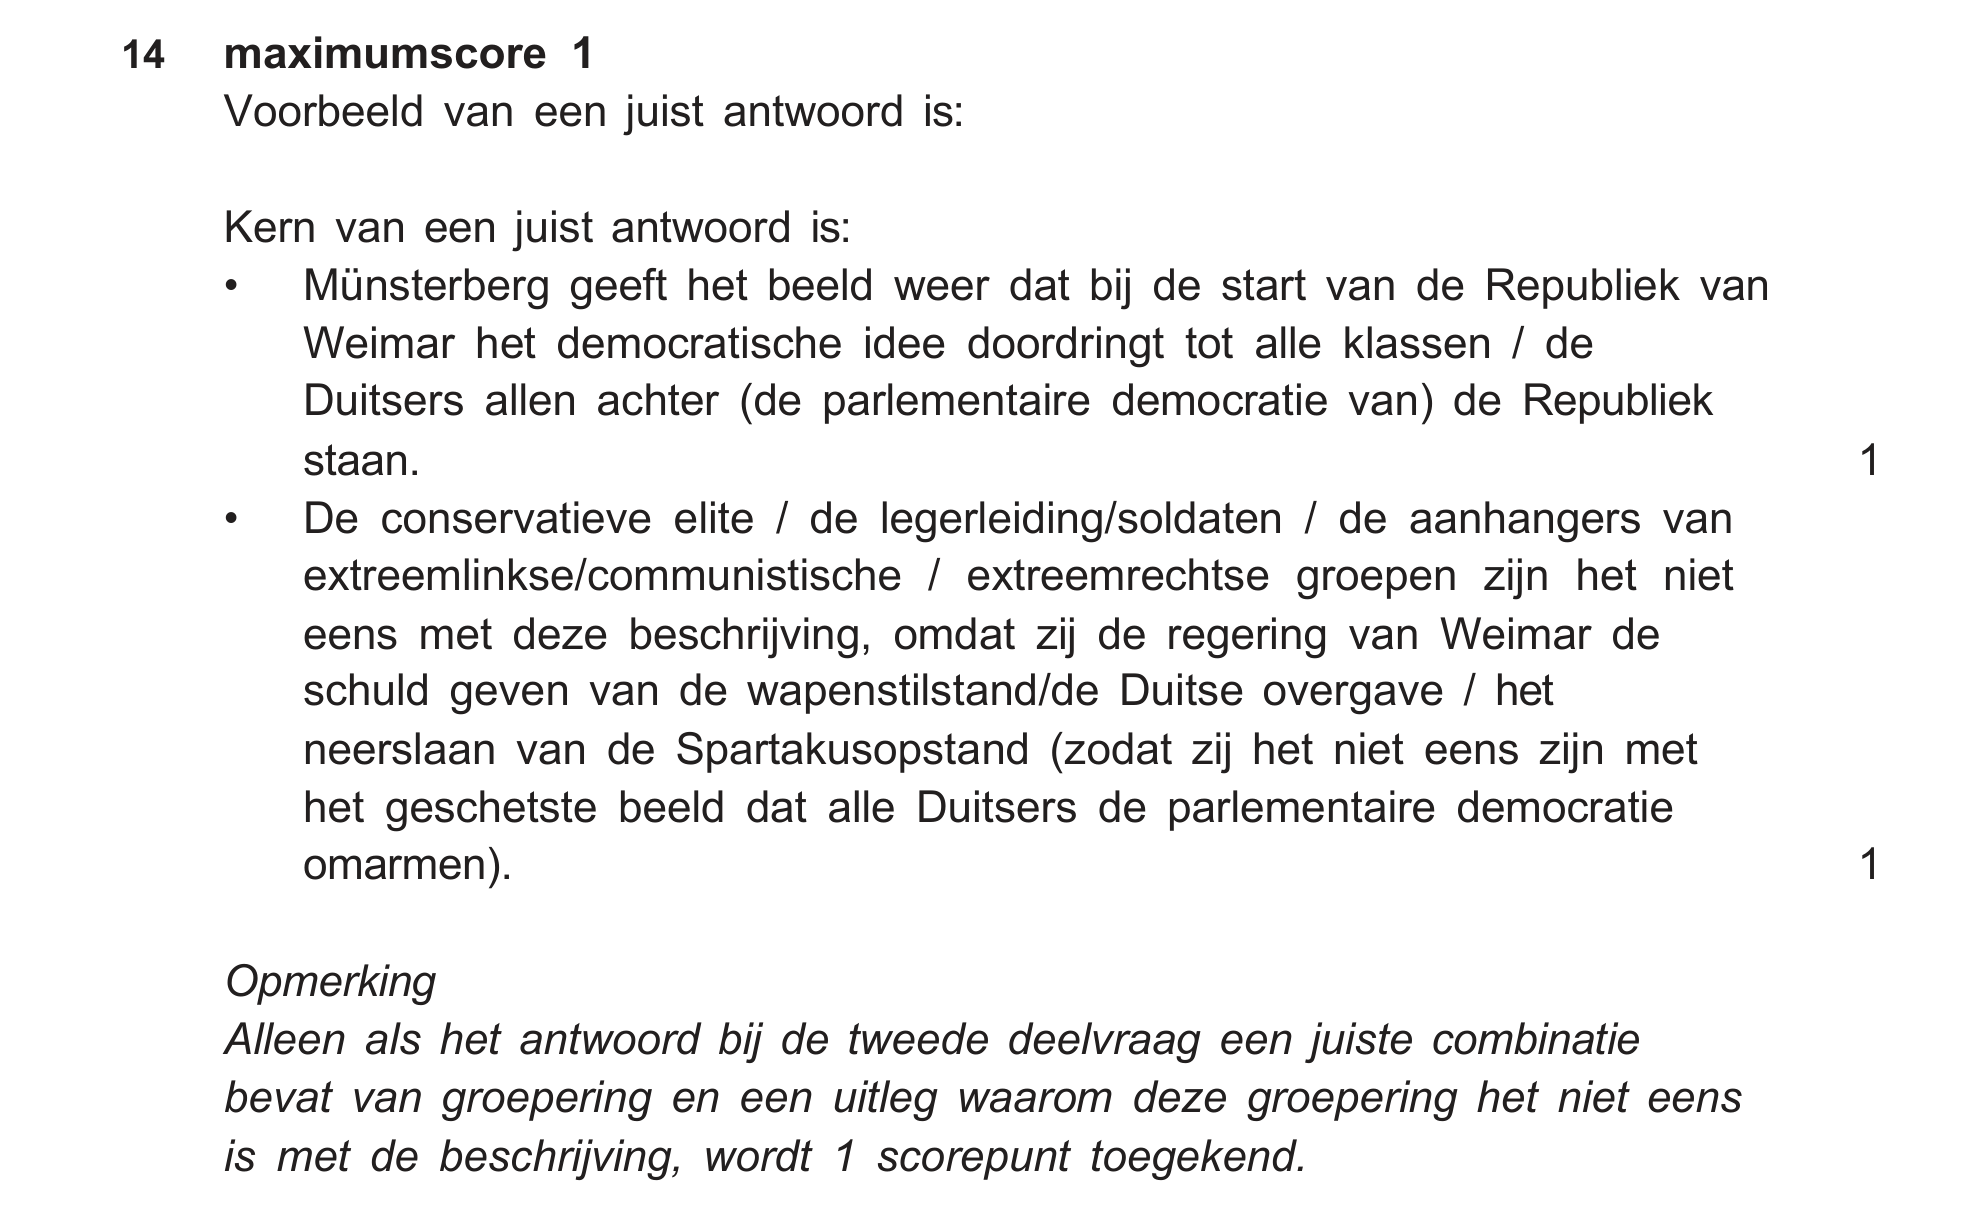 14 maximumscore 1
Voorbeeld van een juist antwoord is:
Kern van een juist antwoord is:
• Münsterberg geeft het beeld weer dat bij de start van de Republiek van
Weimar het democratische idee doordringt tot alle klassen / de
Duitsers allen achter (de parlementaire democratie van) de Republiek
staan. 1
• De conservatieve elite / de legerleiding/soldaten / de aanhangers van
extreemlinkse/communistische / extreemrechtse groepen zijn het niet
eens met deze beschrijving, omdat zij de regering van Weimar de
schuld geven van de wapenstilstand/de Duitse overgave / het
neerslaan van de Spartakusopstand (zodat zij het niet eens zijn met
het geschetste beeld dat alle Duitsers de parlementaire democratie
omarmen). 1
Opmerking
Alleen als het antwoord bij de tweede deelvraag een juiste combinatie
bevat van groepering en een uitleg waarom deze groepering het niet eens
is met de beschrijving, wordt 1 scorepunt toegekend.